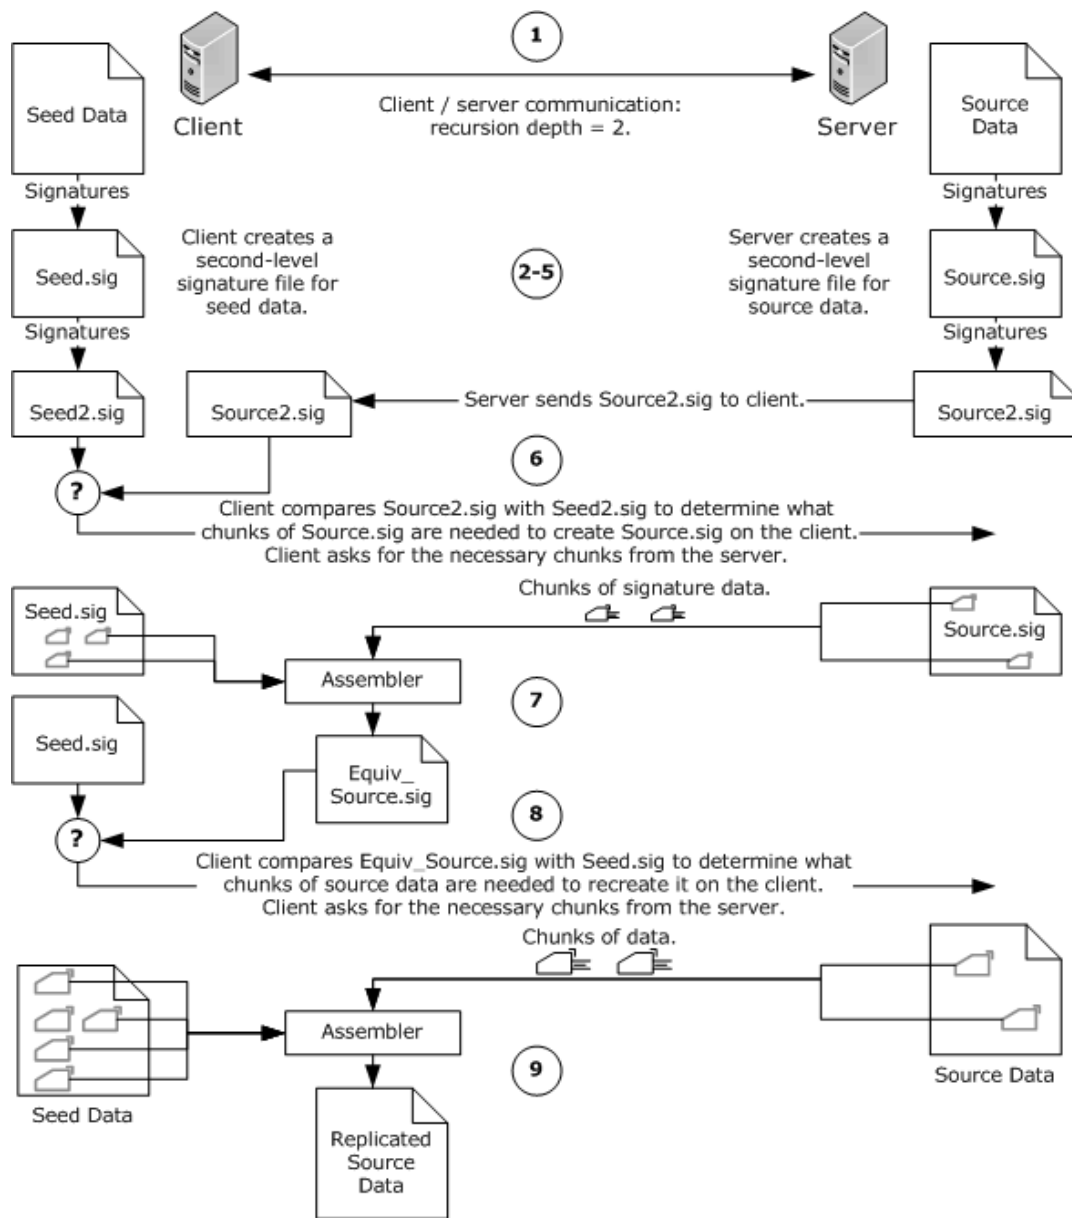 1
Seed Data
Client
Client / server communication:
recursion depth = 2.
Server
Source
Data
Signatures
Signatures
Seed.sig
Client creates a
second-level
signature file for
seed data.
2-5
Server creates a
second-level
signature file for
source data.
Source.sig
Signatures
Signatures
Seed2.sig
Source2.sig
Server sends Source2.sig to client.
Source2.sig
6
?
Client compares Source2.sig with Seed2.sig to determine what
chunks of Source.sig are needed to create Source.sig on the client.
Client asks for the necessary chunks from the server.
Chunks of signature data.
Seed.sig
Source.sig
Assembler
7
Seed.sig
Equiv_
Source.sig
8
?
Client compares Equiv_Source.sig with Seed.sig to determine what
chunks of source data are needed to recreate it on the client.
Client asks for the necessary chunks from the server.
Chunks of data.
Assembler
9
Source Data
Seed Data
Replicated
Source
Data